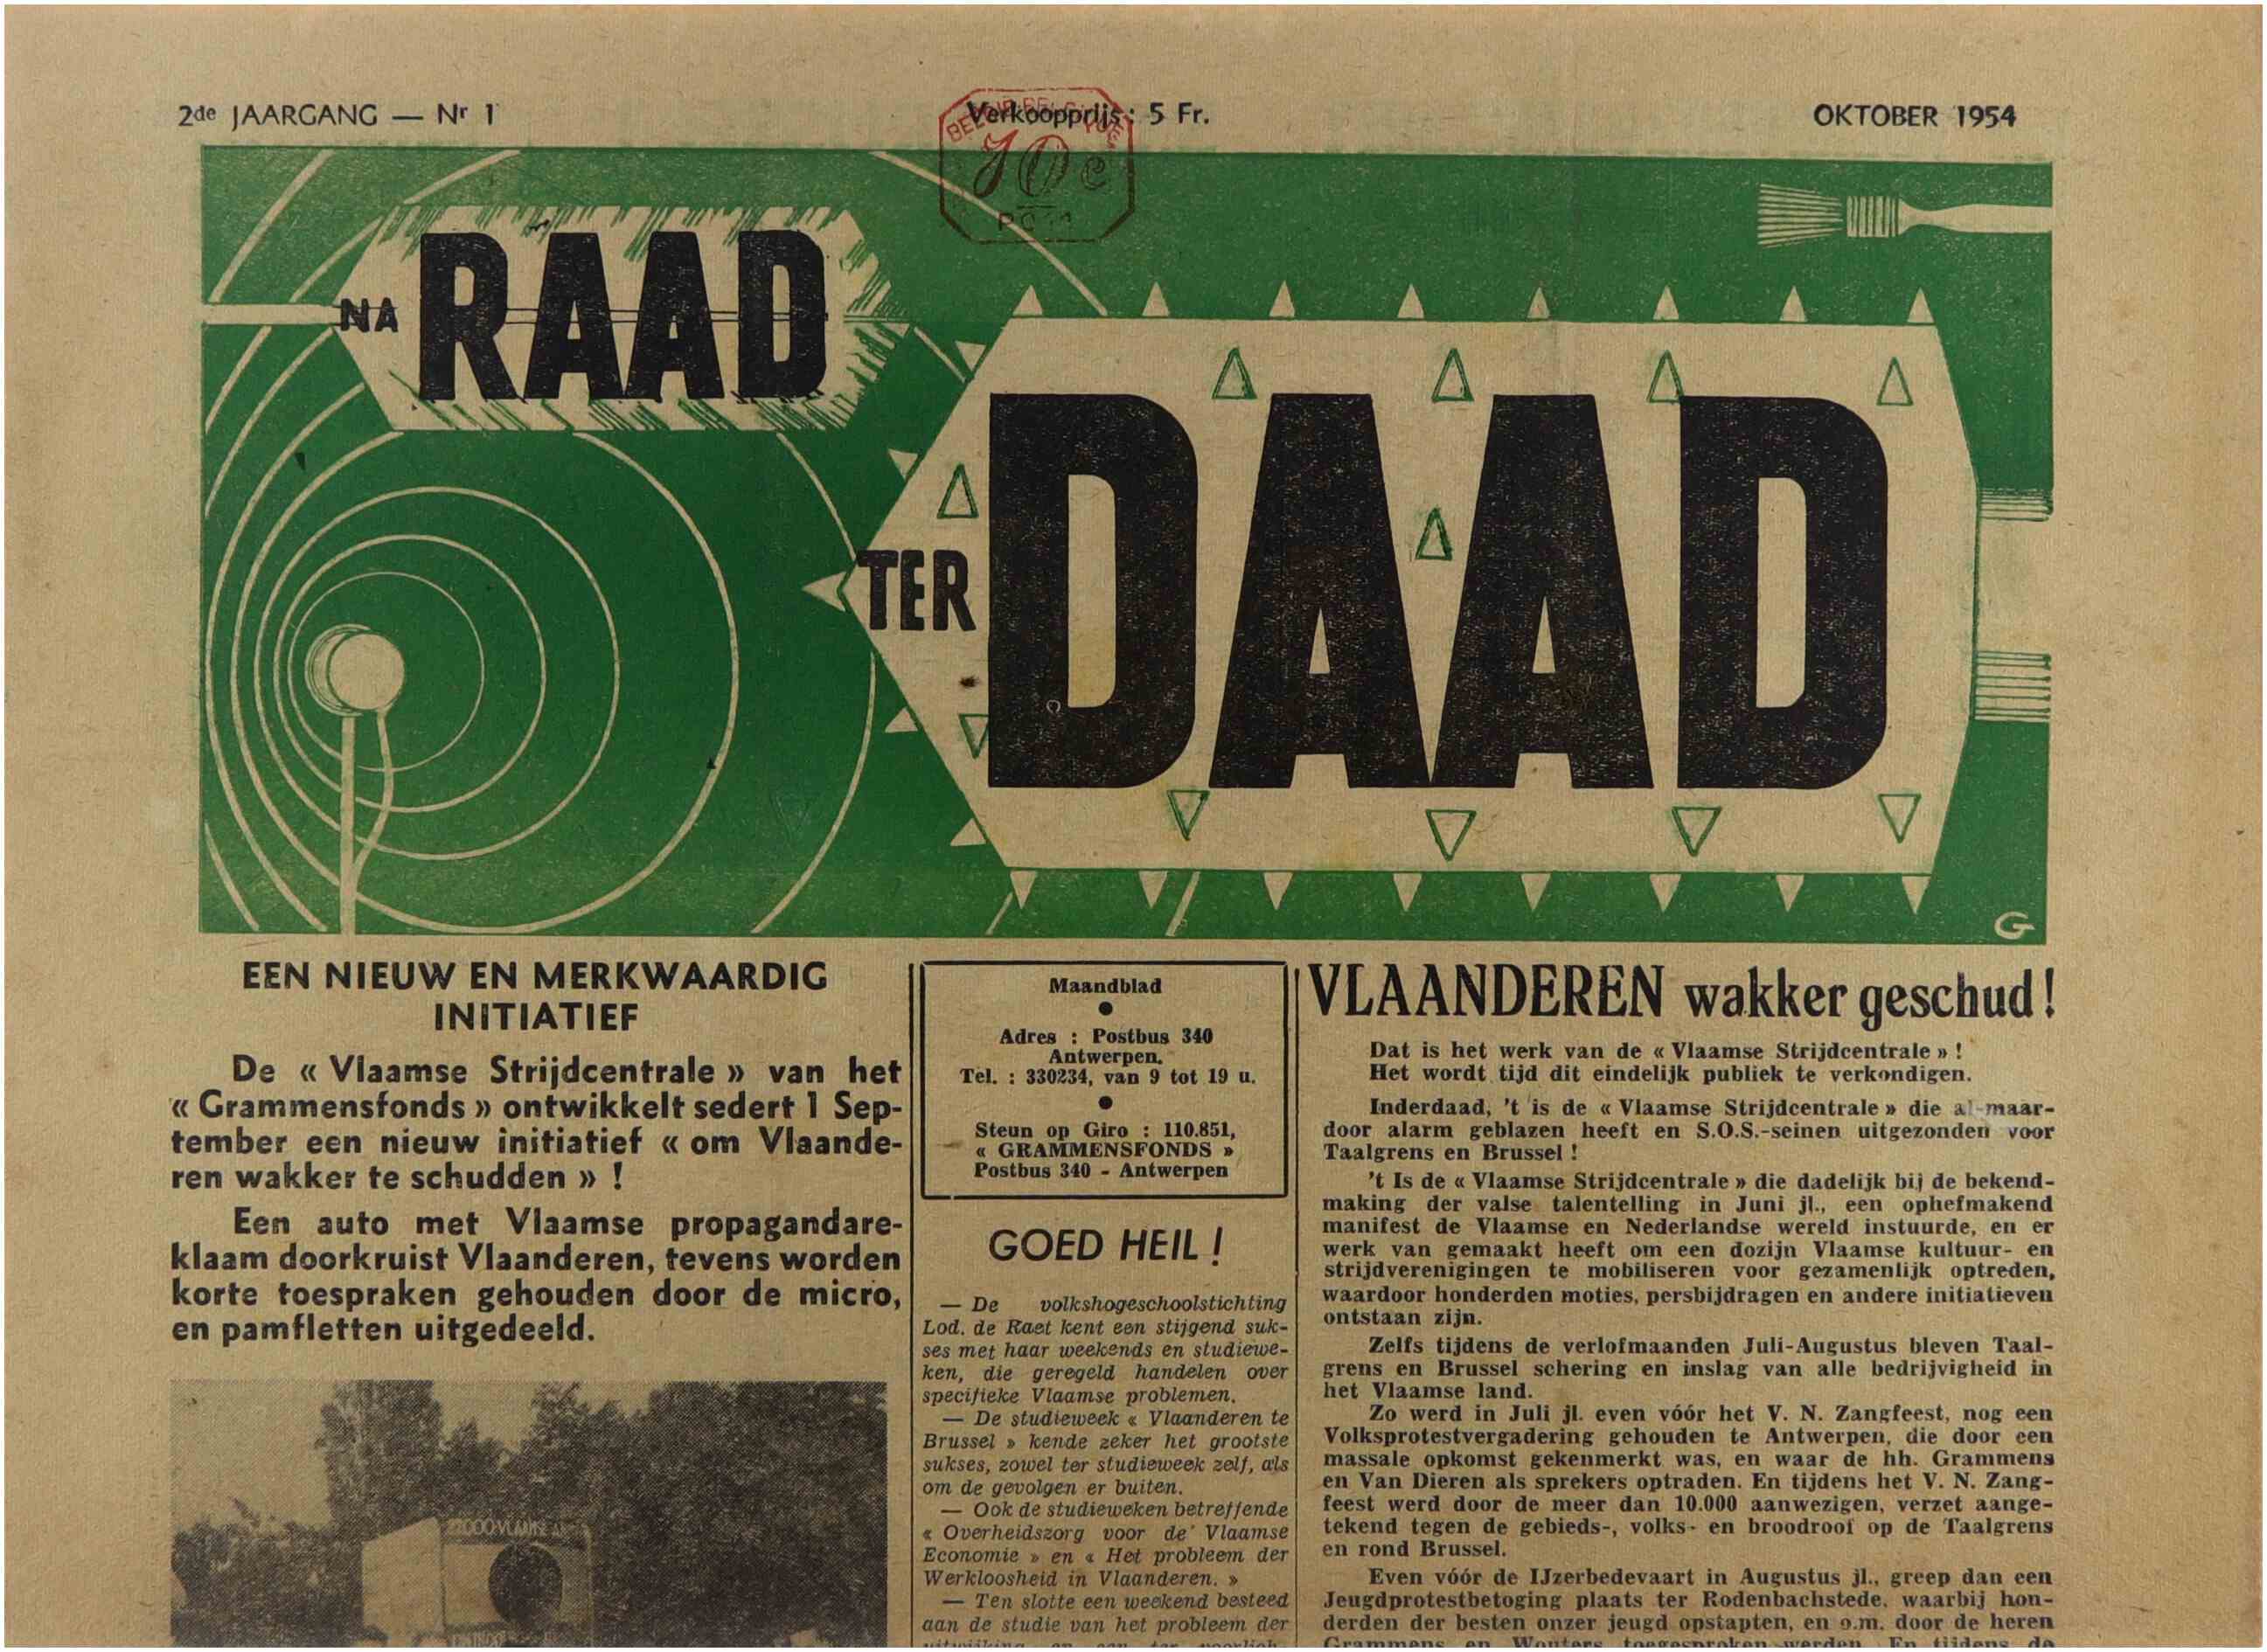 2de JAARGANG — Nr 1
Verkoopprijs : 5 Fr.
OKTOBER 1954
BELGIE-BELGIQUE
10c
NA RAAD
TER DAAD
G
EEN NIEUW EN MERKWAARDIG
INITIATIEF
De « Vlaamse Strijdcentrale » van het
« Grammensfonds » ontwikkelt sedert 1 Sep-
tember een nieuw initiatief « om Vlaande-
ren wakker te schudden » !
Een auto met Vlaamse propagandare-
klaam doorkruist Vlaanderen, tevens worden
korte toespraken gehouden door de micro,
en pamfletten uitgedeeld.
Maandblad
Adres : Postbus 340
Antwerpen.
Tel. : 330234, van 9 tot 19 u.
Steun op Giro : 110.851,
« GRAMMENSFONDS »
Postbus 340 - Antwerpen
GOED HEIL !
— De volkshogeschoolstichting
Lod. de Raet kent een stijgend suk-
ses met haar weekends en studiewe-
ken, die geregeld handelen over
specifieke Vlaamse problemen.
— De studieweek « Vlaanderen te
Brussel » kende zeker het grootste
sukses, zowel ter studieweek zelf, als
om de gevolgen er buiten.
— Ook de studieweken betreffende
« Overheidszorg voor de Vlaamse
Economie » en « Het probleem der
Werkloosheid in Vlaanderen. »
— Ten slotte een weekend besteed
aan de studie van het probleem der
VLAANDEREN wakker geschud !
Dat is het werk van de « Vlaamse Strijdcentrale » !
Het wordt tijd dit eindelijk publiek te verkondigen.
Inderdaad, 't is de « Vlaamse Strijdcentrale » die al-maar-
door alarm geblazen heeft en S.O.S.-seinen uitgezonden voor
Taalgrens en Brussel !
't Is de « Vlaamse Strijdcentrale » die dadelijk bij de bekend-
making der valse talentelling in Juni jl., een ophefmakend
manifest de Vlaamse en Nederlandse wereld instuurde, en er
werk van gemaakt heeft om een dozijn Vlaamse kultuur- en
strijdverenigingen te mobiliseren voor gezamenlijk optreden,
waardoor honderden moties, persbijdragen en andere initiatieven
ontstaan zijn.
Zelfs tijdens de verlofmaanden Juli-Augustus bleven Taal-
grens en Brussel schering en inslag van alle bedrijvigheid in
het Vlaamse land.
Zo werd in Juli jl. even vóór het V. N. Zangfeest, nog een
Volksprotestvergadering gehouden te Antwerpen, die door een
massale opkomst gekenmerkt was, en waar de hh. Grammens
en Van Dieren als sprekers optraden. En tijdens het V. N. Zang-
feest werd door de meer dan 10.000 aanwezigen, verzet aange-
tekend tegen de gebieds-, volks- en broodroof op de Taalgrens
en rond Brussel.
Even vóór de IJzerbedevaart in Augustus jl., greep dan een
Jeugdprotestbetoging plaats ter Rodenbachstede, waarbij hon-
derden der besten onzer jeugd opstapten, en o.m. door de heren
Grammens en Wouters toegesproken werden. En tijdens de